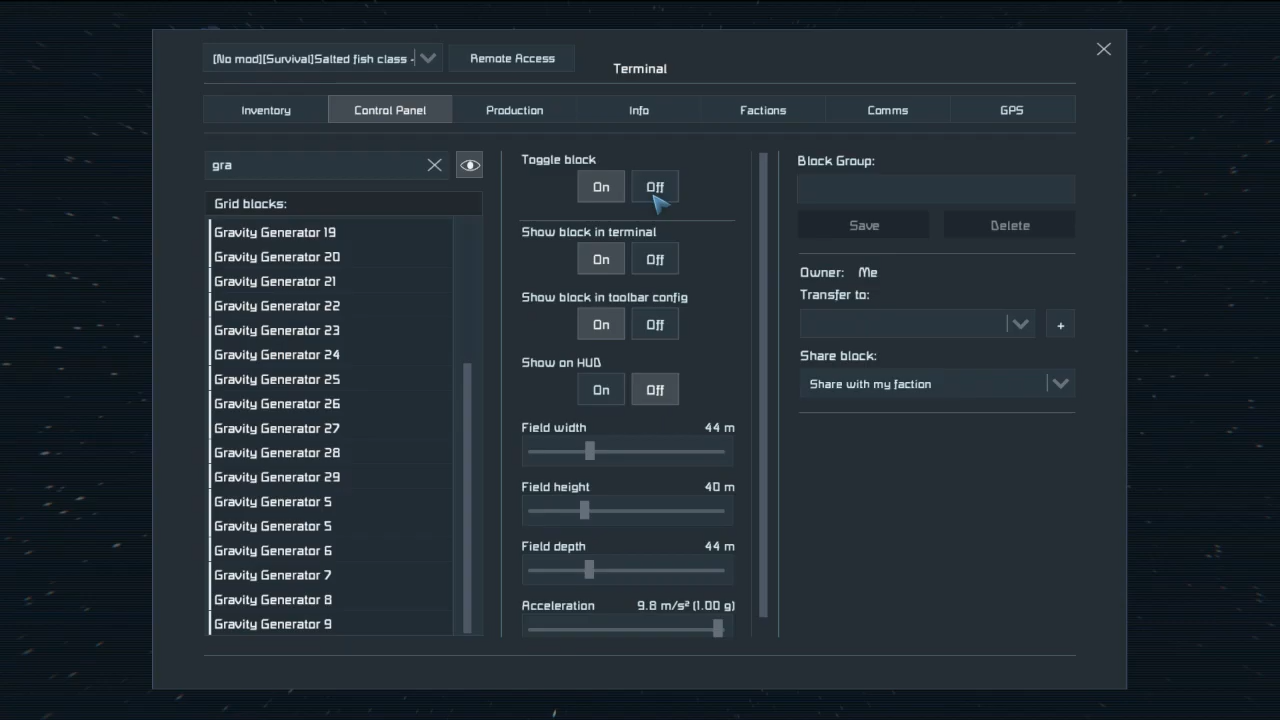 [No mod][Survival]Salted fish class -
Remote Access
Terminal
Inventory
Control Panel
Production
Info
Factions
Comms
GPS
gra
Grid blocks:
Gravity Generator 19
Gravity Generator 20
Gravity Generator 21
Gravity Generator 22
Gravity Generator 23
Gravity Generator 24
Gravity Generator 25
Gravity Generator 26
Gravity Generator 27
Gravity Generator 28
Gravity Generator 29
Gravity Generator 5
Gravity Generator 5
Gravity Generator 6
Gravity Generator 7
Gravity Generator 8
Gravity Generator 9
Toggle block
On Off
Show block in terminal
On Off
Show block in toolbar config
On Off
Show on HUD
On Off
Field width 44 m
Field height 40 m
Field depth 44 m
Acceleration 9.8 m/s² (1.00 g)
Block Group:
Save Delete
Owner: Me
Transfer to:
+
Share block:
Share with my faction